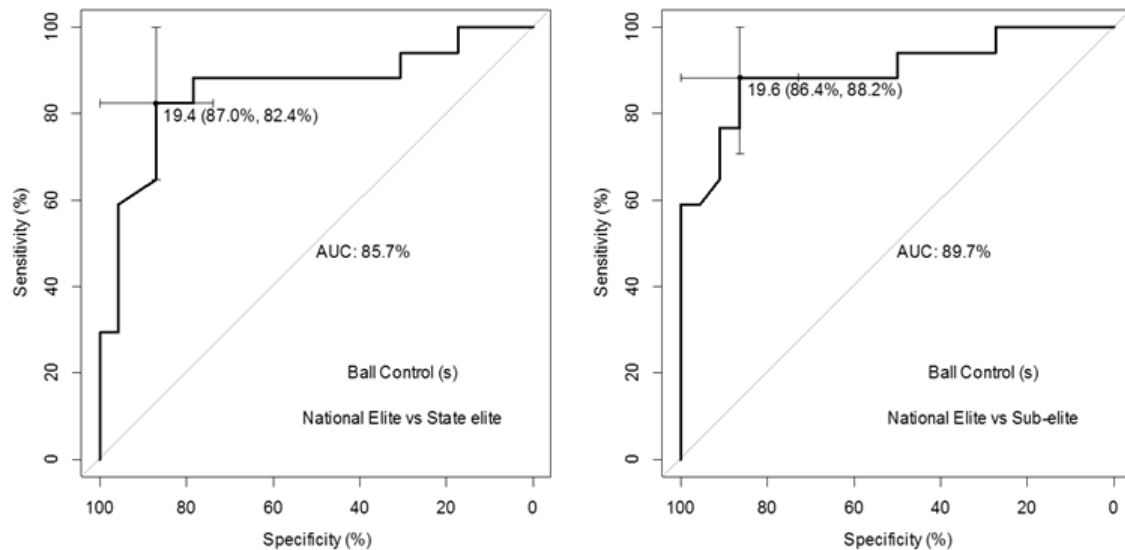 100
80
60
40
20
0
Sensitivity (%)
19.4 (87.0%, 82.4%)
AUC: 85.7%
Ball Control (s)
National Elite vs State elite
100
80
60
40
20
0
Specificity (%)
100
80
60
40
20
0
Sensitivity (%)
19.6 (86.4%, 88.2%)
AUC: 89.7%
Ball Control (s)
National Elite vs Sub-elite
100
80
60
40
20
0
Specificity (%)